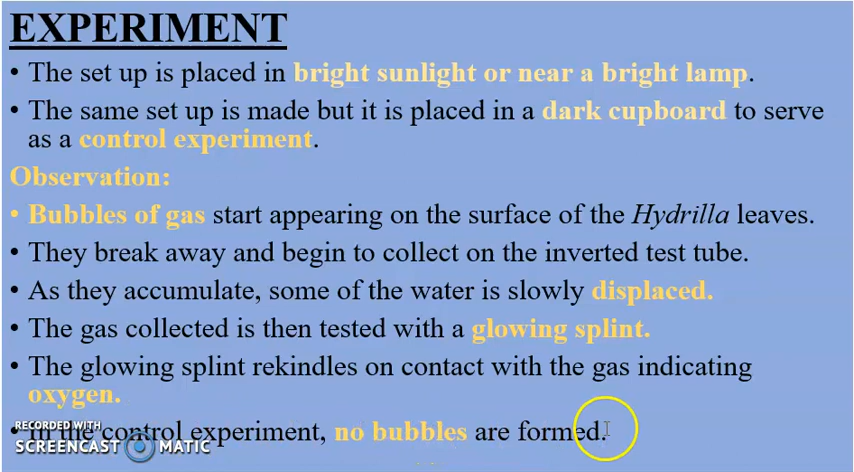 EXPERIMENT
• The set up is placed in bright sunlight or near a bright lamp.
• The same set up is made but it is placed in a dark cupboard to serve
as a control experiment.
Observation:
• Bubbles of gas start appearing on the surface of the Hydrilla leaves.
• They break away and begin to collect on the inverted test tube.
• As they accumulate, some of the water is slowly displaced.
• The gas collected is then tested with a glowing splint.
• The glowing splint rekindles on contact with the gas indicating
oxygen.
RECORDED WITH
• In the control experiment, no bubbles are formed.
SCREENCAST MATIC